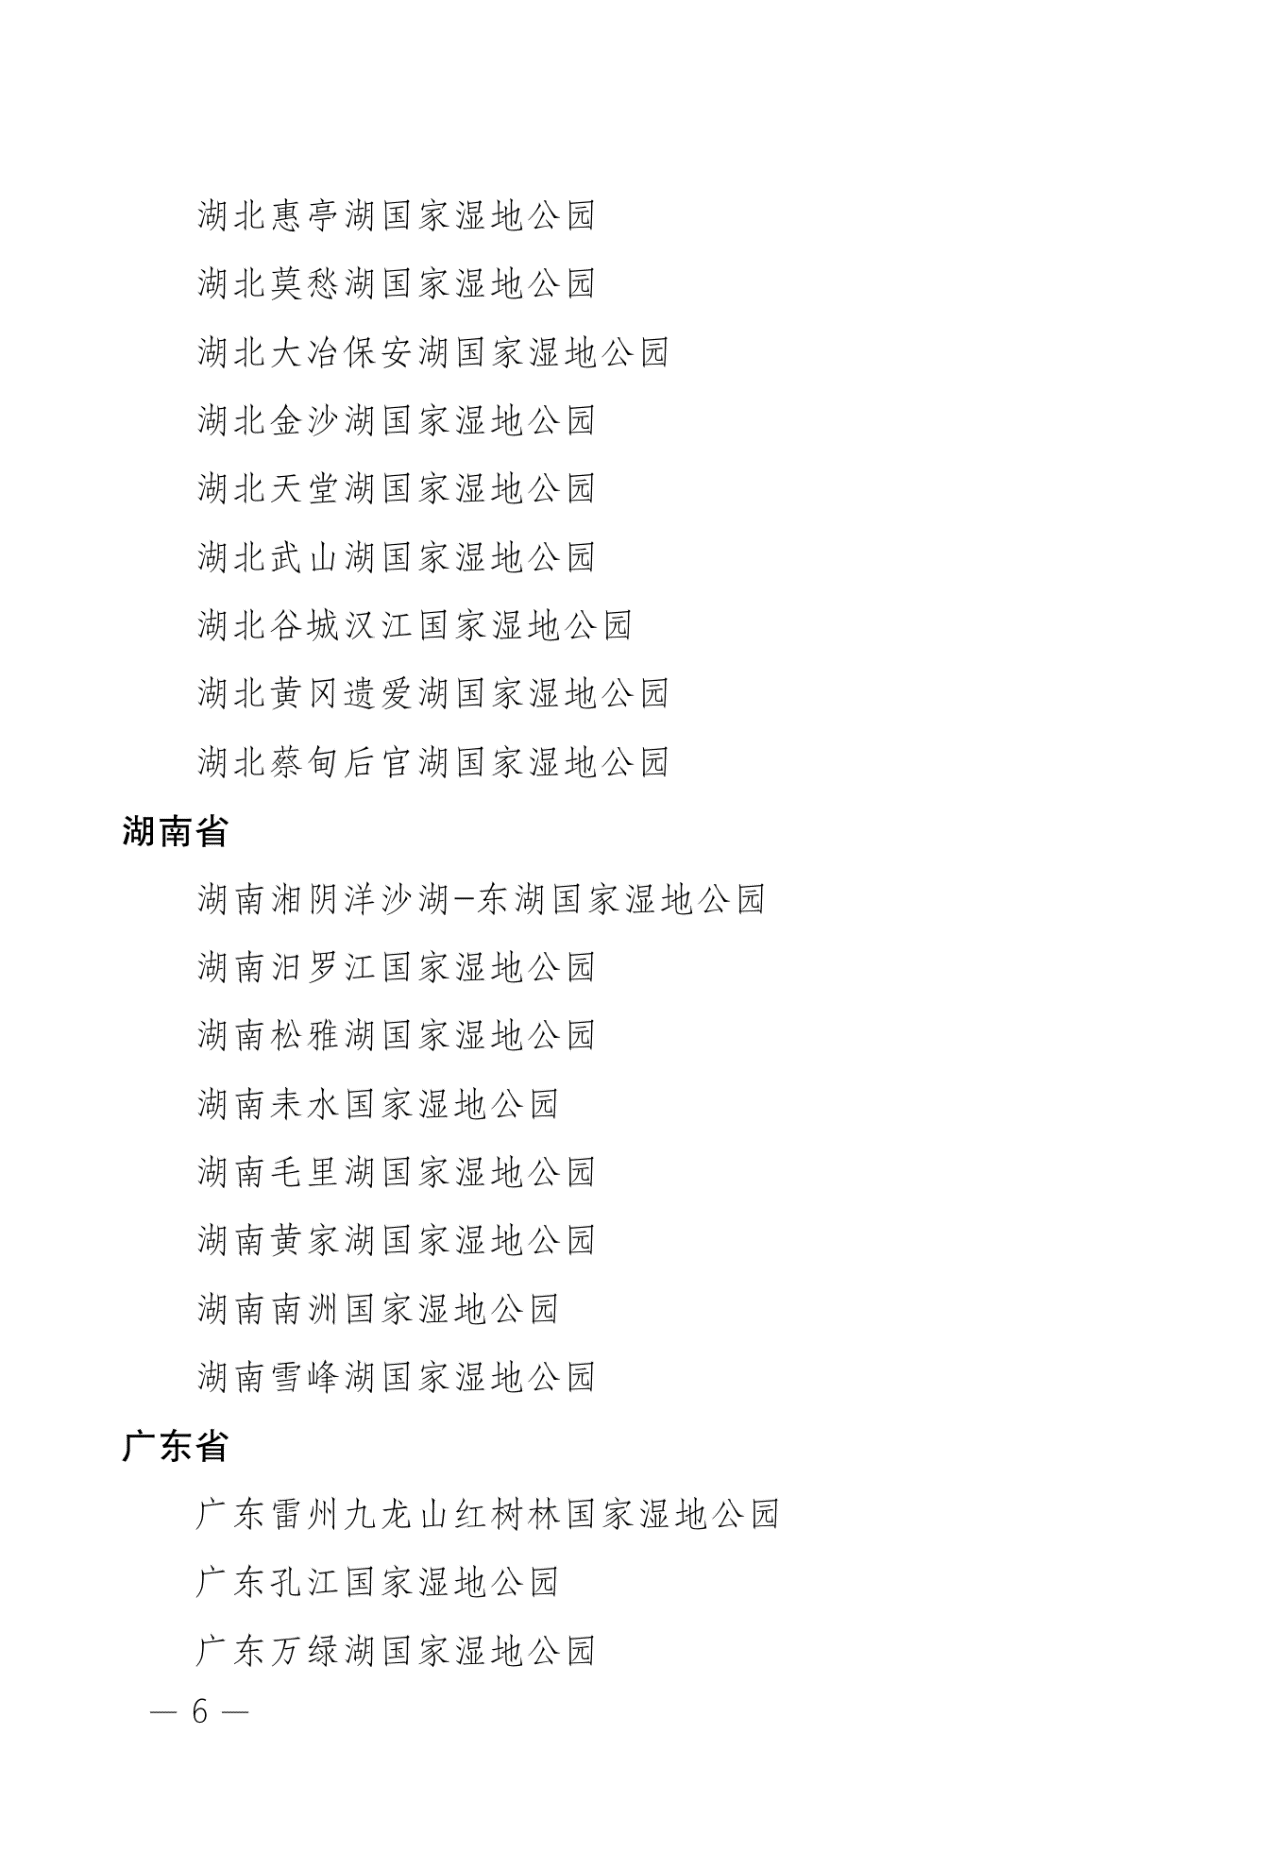 湖北惠亭湖国家湿地公园
湖北莫愁湖国家湿地公园
湖北大冶保安湖国家湿地公园
湖北金沙湖国家湿地公园
湖北天堂湖国家湿地公园
湖北武山湖国家湿地公园
湖北谷城汉江国家湿地公园
湖北黄冈遗爱湖国家湿地公园
湖北蔡甸后官湖国家湿地公园
湖南省
湖南湘阴洋沙湖–东湖国家湿地公园
湖南汨罗江国家湿地公园
湖南松雅湖国家湿地公园
湖南耒水国家湿地公园
湖南毛里湖国家湿地公园
湖南黄家湖国家湿地公园
湖南南洲国家湿地公园
湖南雪峰湖国家湿地公园
广东省
广东雷州九龙山红树林国家湿地公园
广东孔江国家湿地公园
广东万绿湖国家湿地公园
— 6 —